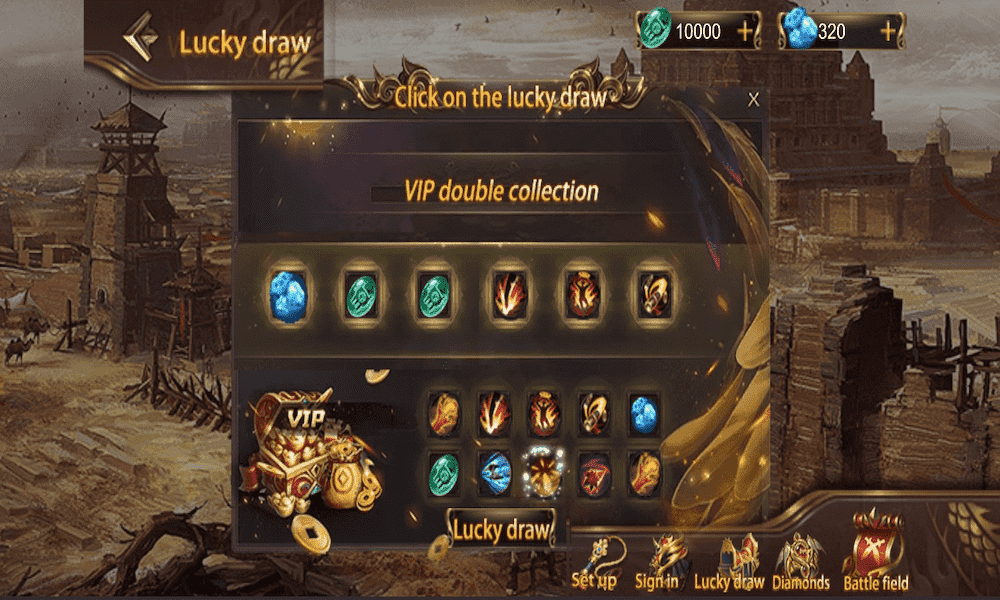 Lucky draw
10000 +
320 +
Click on the lucky draw
X
VIP double collection
VIP
Lucky draw
Set up
Sign in
Lucky draw
Diamonds
Battle field